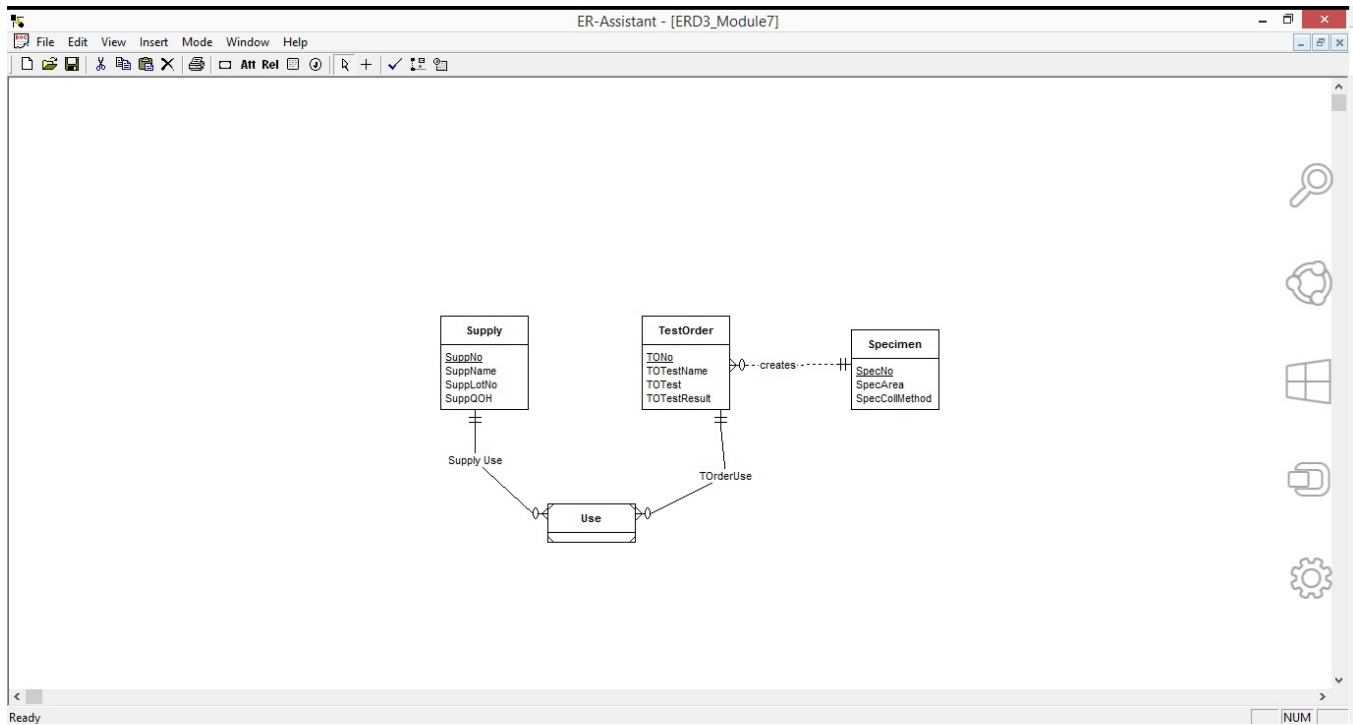 ER-Assistant - [ERD3_Module7]
File Edit View Insert Mode Window Help
Att Rel
Supply
SuppNo
SuppName
SuppLotNo
SuppQOH
TestOrder
TONo
TOTestName
TOTest
TOTestResult
creates
Specimen
SpecNo
SpecArea
SpecCollMethod
Supply Use
TOrderUse
Use
Ready
NUM